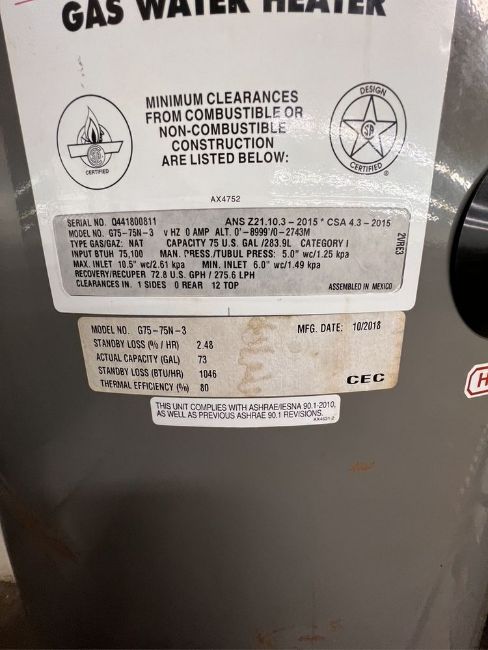 GAS WATER HEATER
MINIMUM CLEARANCES
FROM COMBUSTIBLE OR
NON-COMBUSTIBLE
CONSTRUCTION
ARE LISTED BELOW:
CERTIFIED
DESIGN
CERTIFIED
AX4752
SERIAL NO. Q441800811 ANS Z21.10.3 - 2015 * CSA 4.3 - 2015
MODEL NO. G75-75N-3 V HZ 0 AMP ALT. 0'-8999'/0-2743M
TYPE GAS/GAZ: NAT CAPACITY 75 U.S. GAL /283.9L CATEGORY I
INPUT BTUH 75,100 MAN. PRESS./TUBUL PRESS: 5.0" wc/1.25 kpa
MAX. INLET 10.5" wc/2.61 kpa MIN. INLET 6.0" wc/1.49 kpa
RECOVERY/RECUPER 72.8 U.S. GPH / 275.6 LPH
CLEARANCES IN. 1 SIDES 0 REAR 12 TOP ASSEMBLED IN MEXICO
2VRE3
MODEL NO. G75-75N-3 MFG. DATE: 10/2018
STANDBY LOSS (% / HR) 2.48
ACTUAL CAPACITY (GAL) 73
STANDBY LOSS (BTU/HR) 1046
THERMAL EFFICIENCY (%) 80 CEC
THIS UNIT COMPLIES WITH ASHRAE/IESNA 90.1-2010,
AS WELL AS PREVIOUS ASHRAE 90.1 REVISIONS.
H